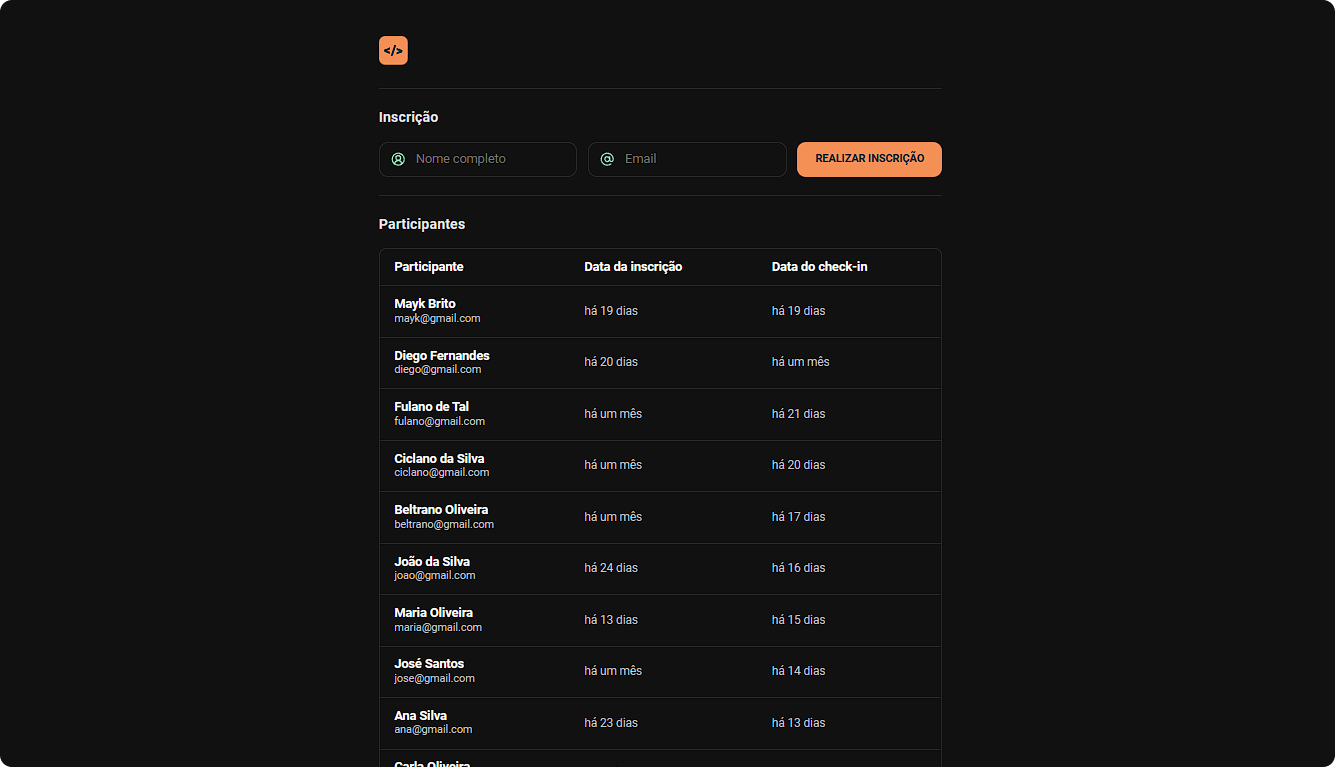 </>
Inscrição
Nome completo
Email
REALIZAR INSCRIÇÃO
Participantes
Participante Data da inscrição Data do check-in
Mayk Brito
mayk@gmail.com
há 19 dias há 19 dias
Diego Fernandes
diego@gmail.com
há 20 dias há um mês
Fulano de Tal
fulano@gmail.com
há um mês há 21 dias
Ciclano da Silva
ciclano@gmail.com
há um mês há 20 dias
Beltrano Oliveira
beltrano@gmail.com
há um mês há 17 dias
João da Silva
joao@gmail.com
há 24 dias há 16 dias
Maria Oliveira
maria@gmail.com
há 13 dias há 15 dias
José Santos
jose@gmail.com
há um mês há 14 dias
Ana Silva
ana@gmail.com
há 23 dias há 13 dias
Carla Oliveira